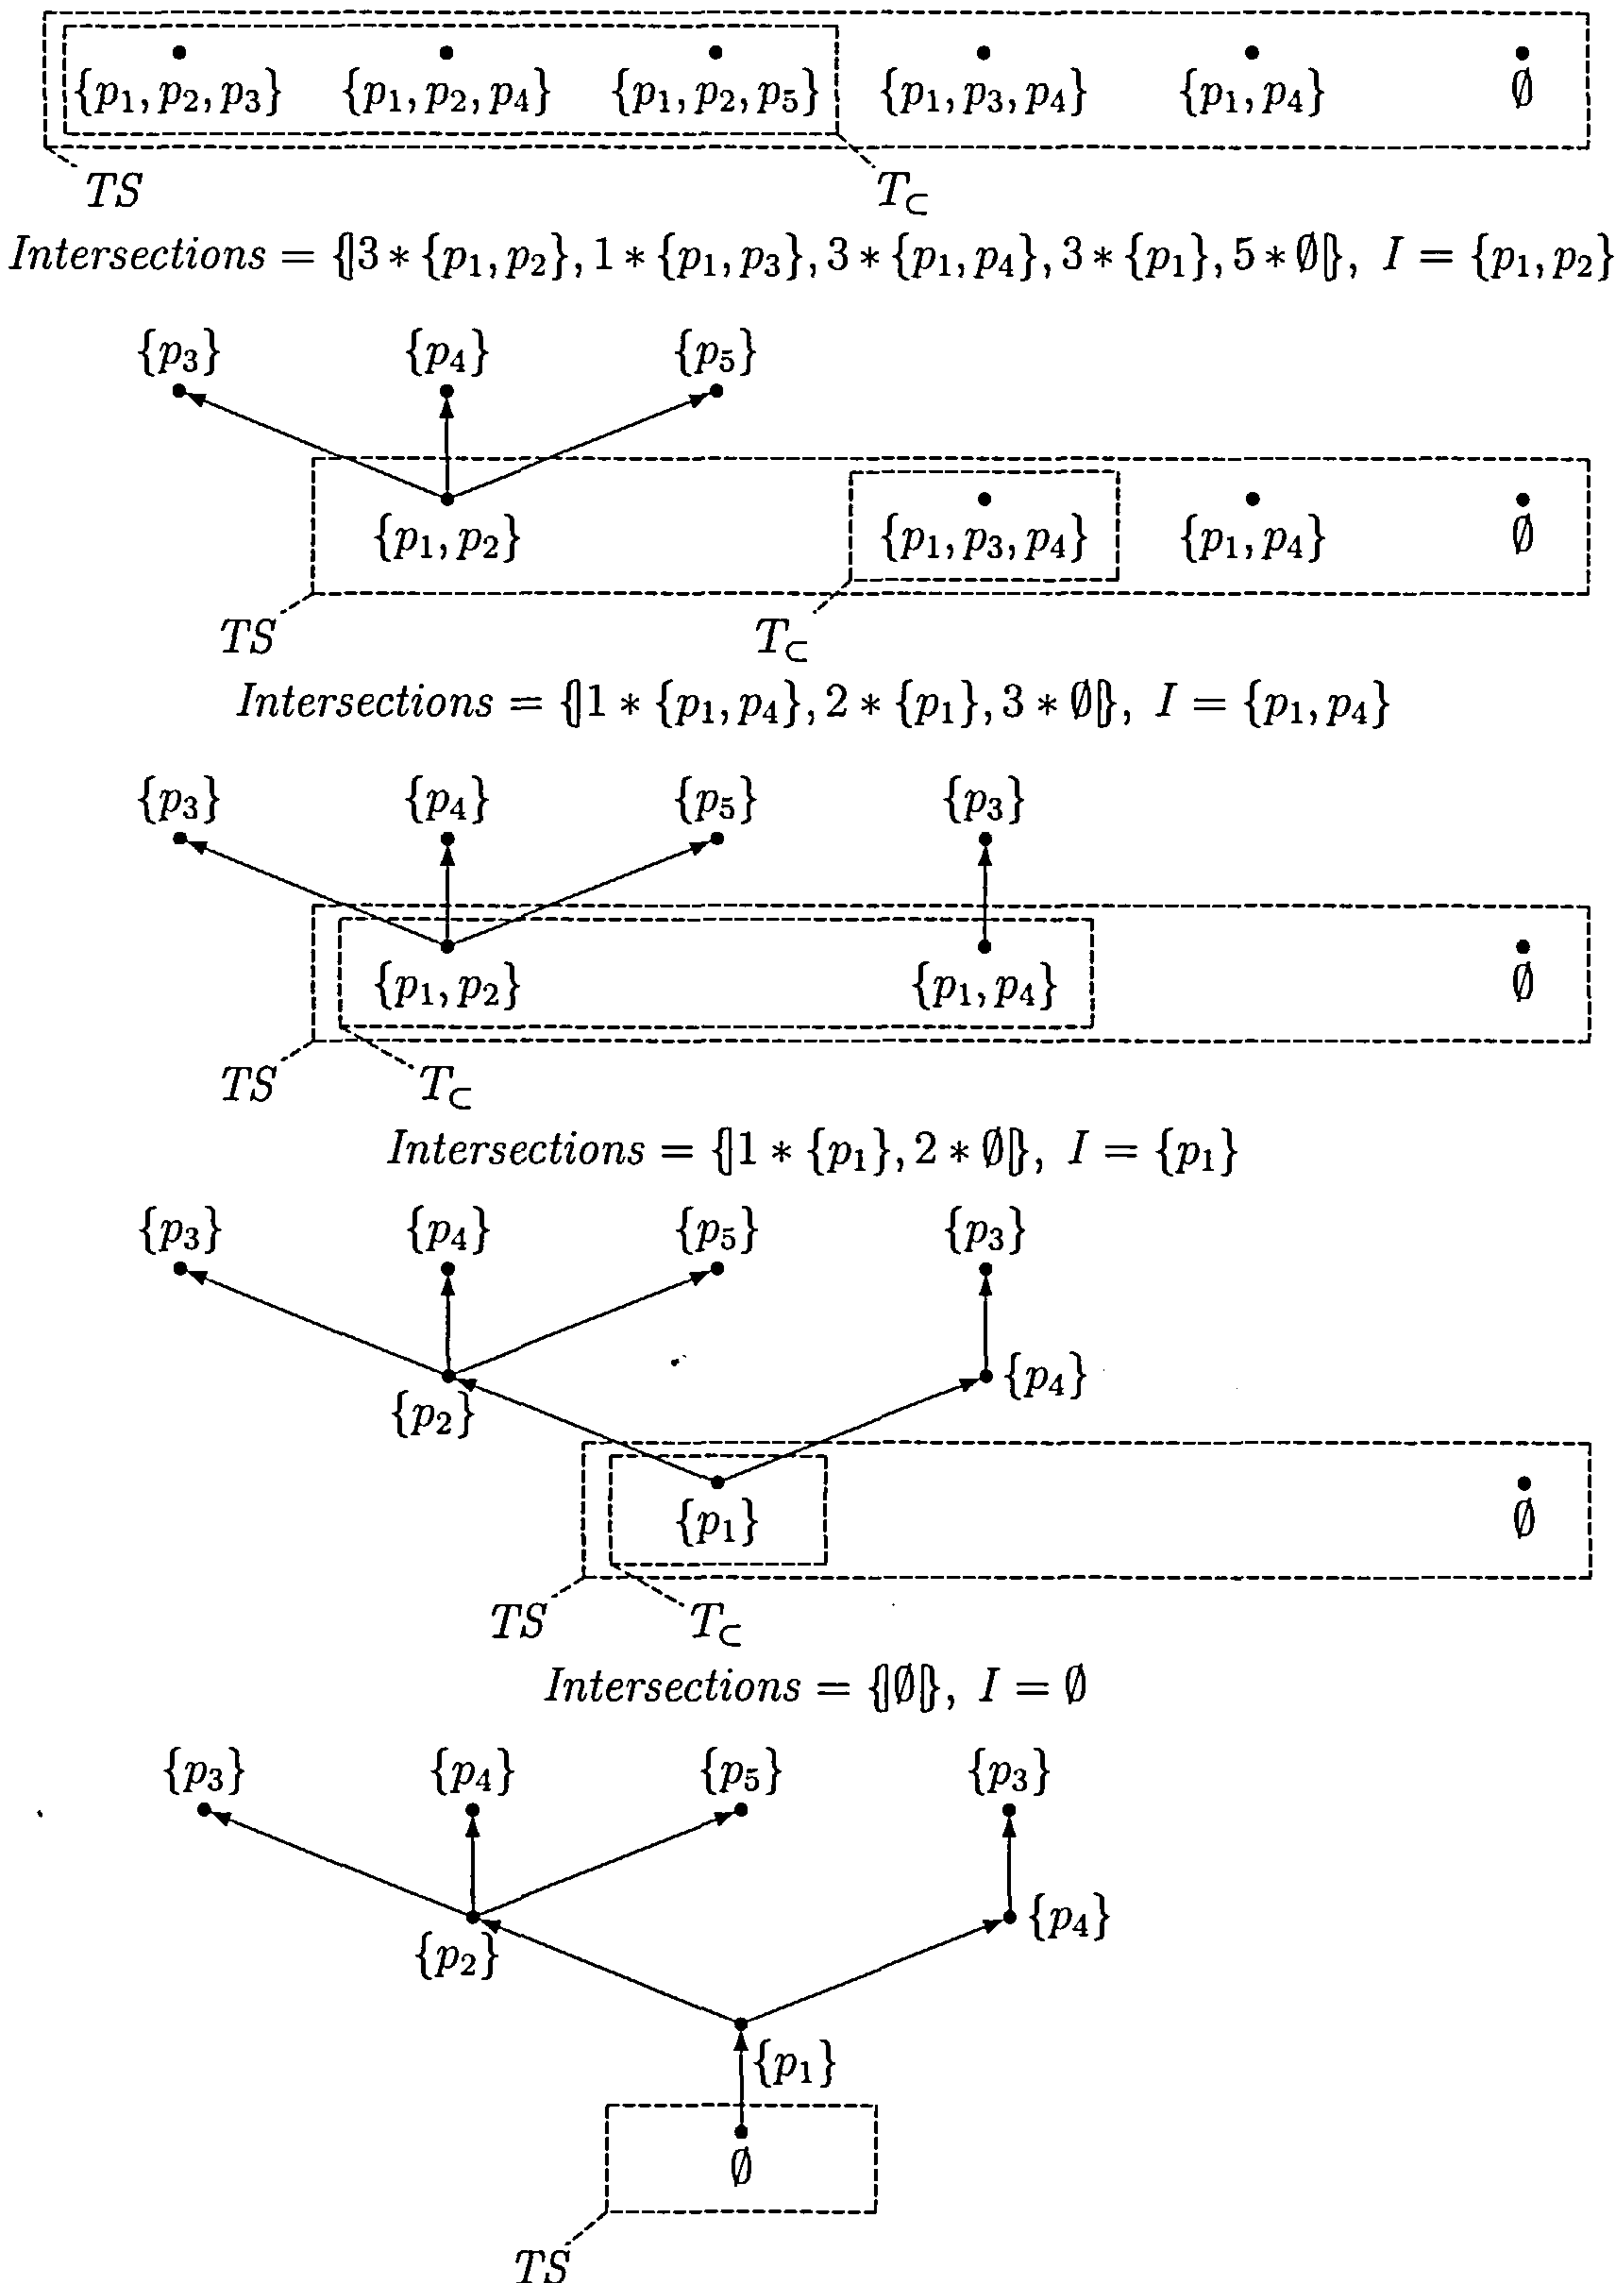 {p₁, p₂, p₃} {p₁, p₂, p₄} {p₁, p₂, p₅} {p₁, p₃, p₄} {p₁, p₄} ∅
TS T⊂
Intersections = {|3 ∗ {p₁, p₂}, 1 ∗ {p₁, p₃}, 3 ∗ {p₁, p₄}, 3 ∗ {p₁}, 5 ∗ ∅|}, I = {p₁, p₂}
{p₃} {p₄} {p₅}
{p₁, p₂} {p₁, p₃, p₄} {p₁, p₄} ∅
TS T⊂
Intersections = {|1 ∗ {p₁, p₄}, 2 ∗ {p₁}, 3 ∗ ∅|}, I = {p₁, p₄}
{p₃} {p₄} {p₅} {p₃}
{p₁, p₂} {p₁, p₄} ∅
TS T⊂
Intersections = {|1 ∗ {p₁}, 2 ∗ ∅|}, I = {p₁}
{p₃} {p₄} {p₅} {p₃}
{p₂} {p₄}
{p₁} ∅
TS T⊂
Intersections = {|∅|}, I = ∅
{p₃} {p₄} {p₅} {p₃}
{p₂} {p₄}
{p₁}
∅
TS